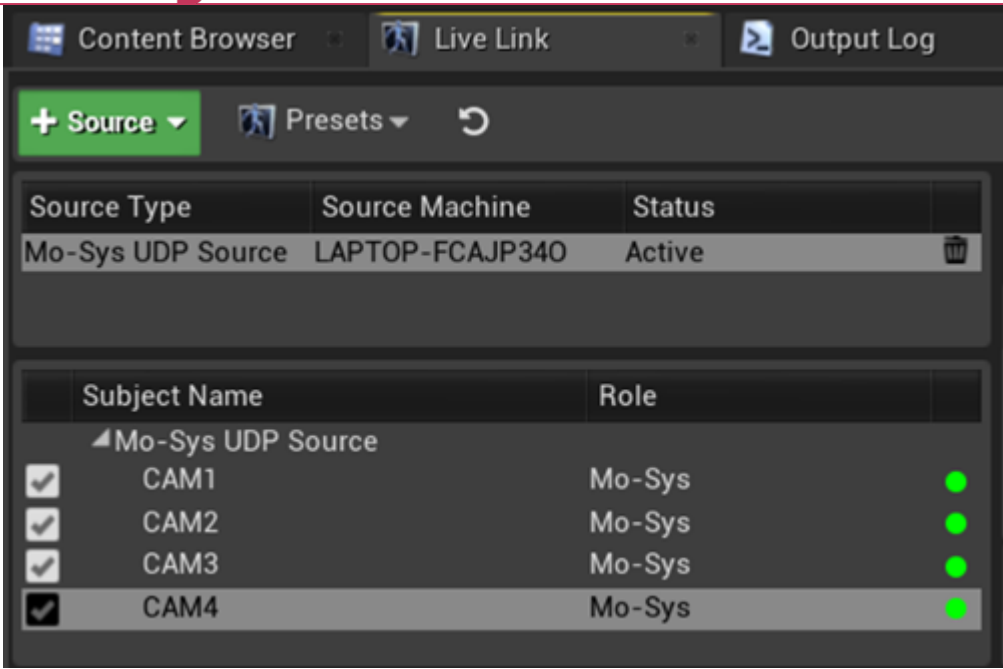 Content Browser Live Link Output Log
+ Source Presets
Source Type Source Machine Status
Mo-Sys UDP Source LAPTOP-FCAJP34O Active
Subject Name Role
Mo-Sys UDP Source
CAM1 Mo-Sys
CAM2 Mo-Sys
CAM3 Mo-Sys
CAM4 Mo-Sys